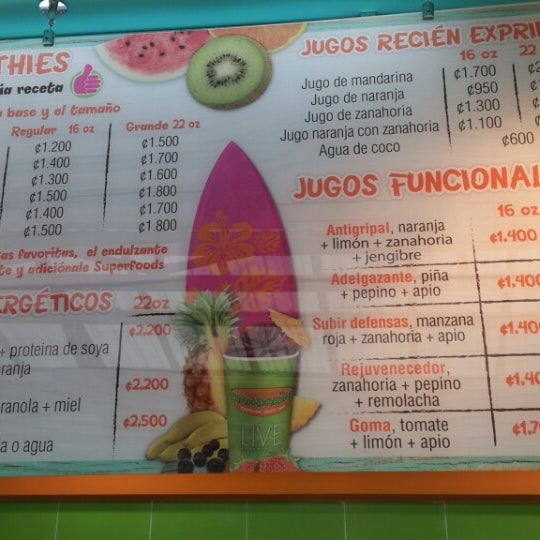 THIES
ía receta
a base y el tamaño
Regular 16 oz Grande 22 oz
¢1.200 ¢1.500
¢1.400 ¢1.700
¢1.300 ¢1.600
¢1.500 ¢1.800
¢1.400 ¢1.700
¢1.500 ¢1 800
tas favoritas, el endulzante
te y adiciónale Superfoods
ERGÉTICOS 22oz
¢2,200
+ proteina de soya
ranja
¢2,200
ranola + miel
¢2,500
a o agua
LIVE
JUGOS RECIÉN EXPRI
16 oz 22
Jugo de mandarina ¢1.700
Jugo de naranja ¢950
Jugo de zanahoria ¢1.300
Jugo naranja con zanahoria ¢1.100
Agua de coco ¢600
JUGOS FUNCIONAL
16 oz
Antigripal, naranja
+ limón + zanahoria ¢1.400
+ jengibre
Adelgazante, piña ¢1.400
+ pepino + apio
Subir defensas, manzana ¢1.40
roja + zanahoria + apio
Rejuvenecedor,
zanahoria + pepino ¢1.40
+ remolacha
Goma, tomate ¢1.7
+ limón + apio